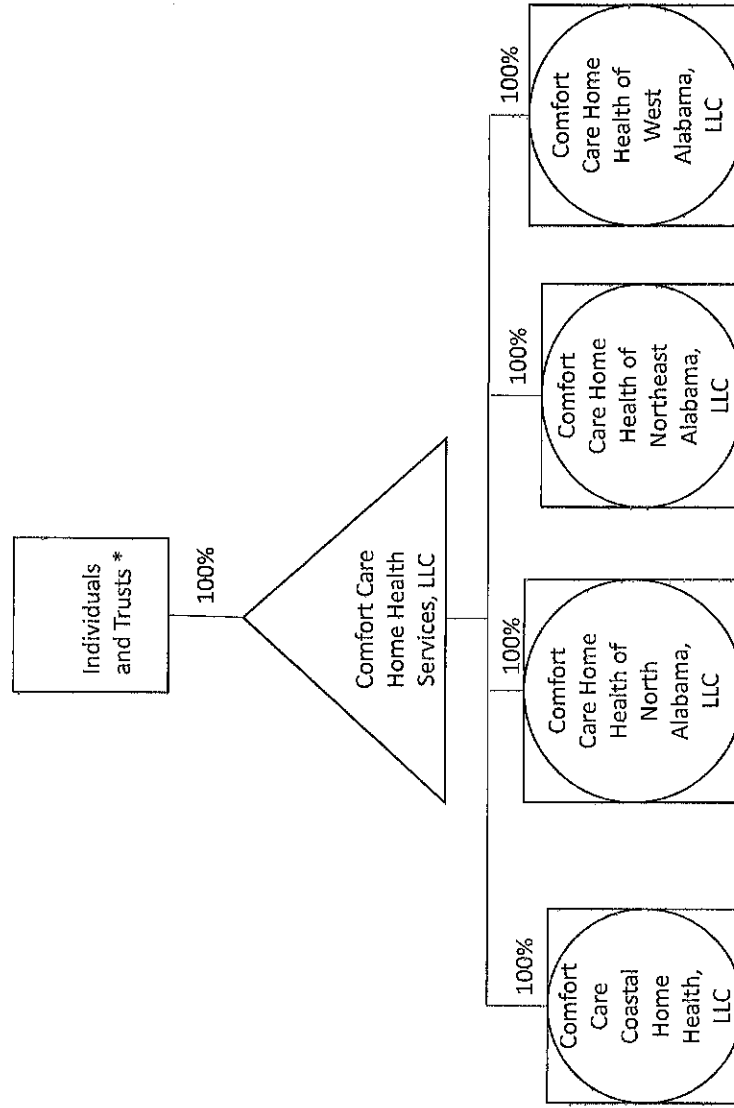 Individuals
and Trusts *
100%
Comfort Care
Home Health
Services, LLC
100%
Comfort
Care
Coastal
Home
Health,
LLC
100%
Comfort
Care Home
Health of
North
Alabama,
LLC
100%
Comfort
Care Home
Health of
Northeast
Alabama,
LLC
100%
Comfort
Care Home
Health of
West
Alabama,
LLC